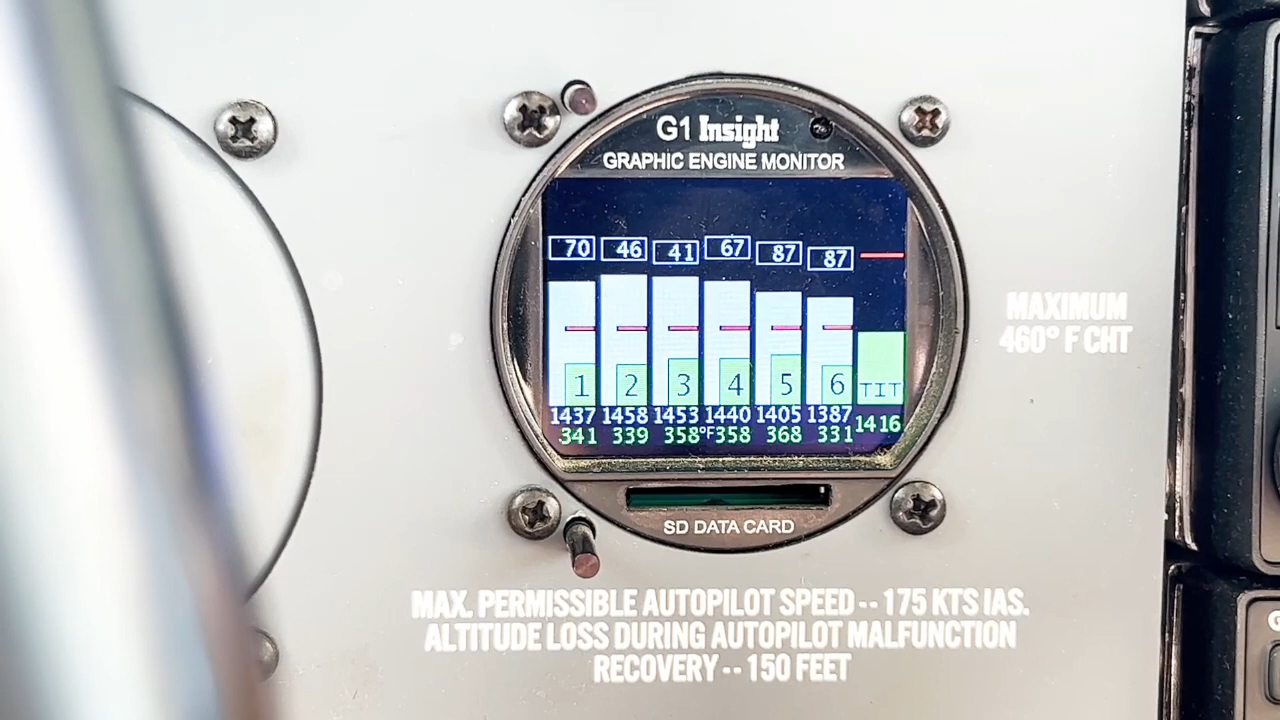 G1 Insight
GRAPHIC ENGINE MONITOR
70 46 41 67 87 87
1 2 3 4 5 6 TIT
1437 1458 1453 1440 1405 1387 1416
341 339 358 °F 358 368 331
SD DATA CARD
MAXIMUM
460° F CHT
MAX. PERMISSIBLE AUTOPILOT SPEED -- 175 KTS IAS.
ALTITUDE LOSS DURING AUTOPILOT MALFUNCTION
RECOVERY -- 150 FEET